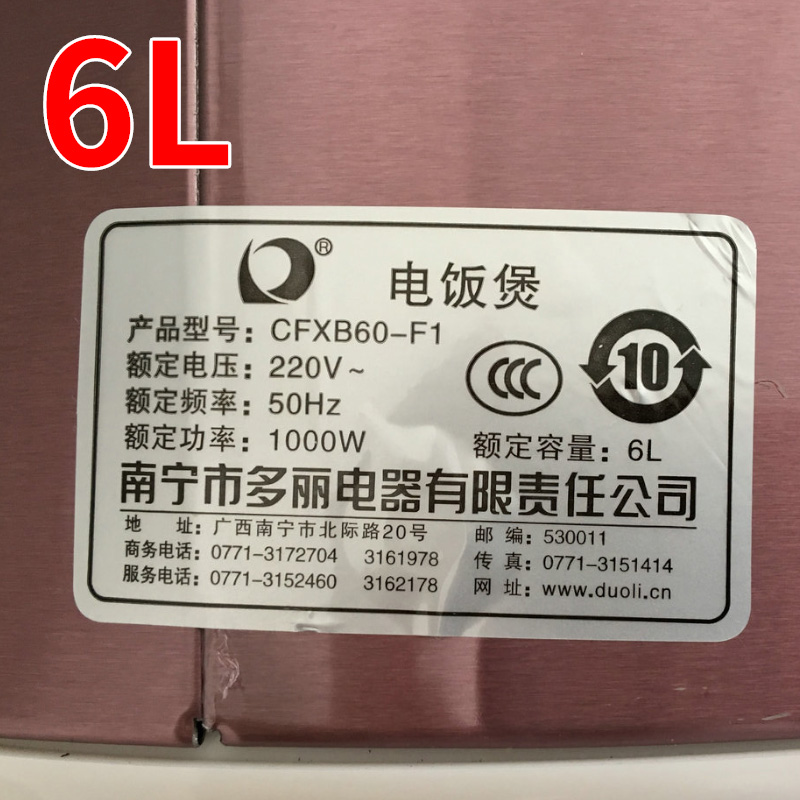 6L
®
电饭煲
产品型号：CFXB60-F1
额定电压：220V~
额定频率：50Hz
额定功率：1000W
CCC
10
额定容量：6L
南宁市多丽电器有限责任公司
地 址：广西南宁市北际路20号 邮 编：530011
商务电话：0771-3172704 3161978 传 真：0771-3151414
服务电话：0771-3152460 3162178 网 址：www.duoli.cn